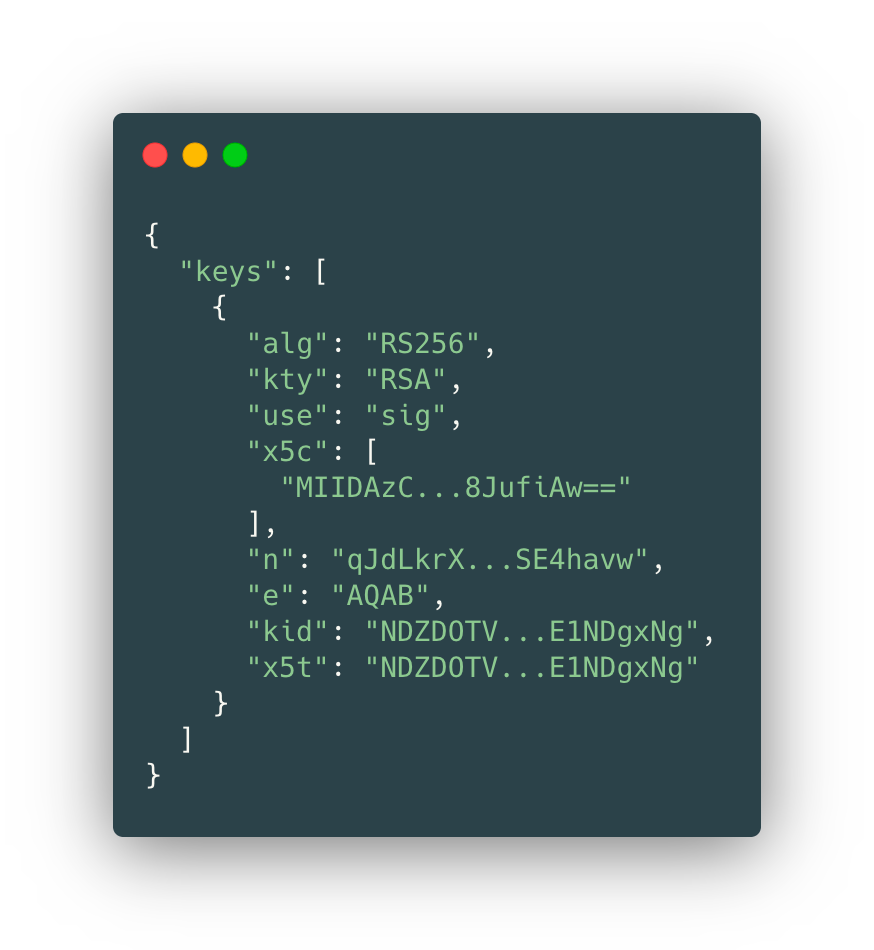 {
  "keys": [
    {
      "alg": "RS256",
      "kty": "RSA",
      "use": "sig",
      "x5c": [
        "MIIDAzC...8JufiAw=="
      ],
      "n": "qJdLkrX...SE4havw",
      "e": "AQAB",
      "kid": "NDZDOTV...E1NDgxNg",
      "x5t": "NDZDOTV...E1NDgxNg"
    }
  ]
}